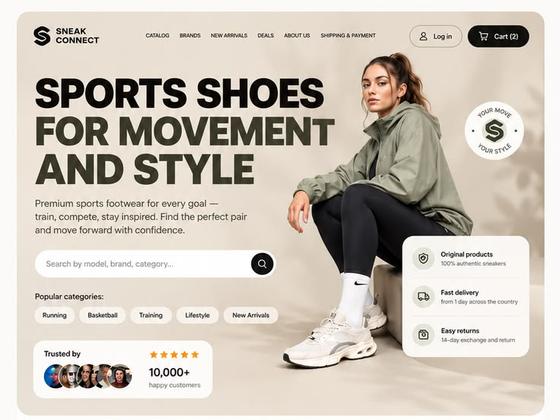 SNEAK
CONNECT
CATALOG
BRANDS
NEW ARRIVALS
DEALS
ABOUT US
SHIPPING & PAYMENT
Log in
Cart (2)
SPORTS SHOES
FOR MOVEMENT
AND STYLE
YOUR MOVE
YOUR STYLE
Premium sports footwear for every goal —
train, compete, stay inspired. Find the perfect pair
and move forward with confidence.
Search by model, brand, category...
Popular categories:
Running
Basketball
Training
Lifestyle
New Arrivals
Original products
100% authentic sneakers
Fast delivery
from 1 day across the country
Easy returns
14-day exchange and return
Trusted by
10,000+
happy customers